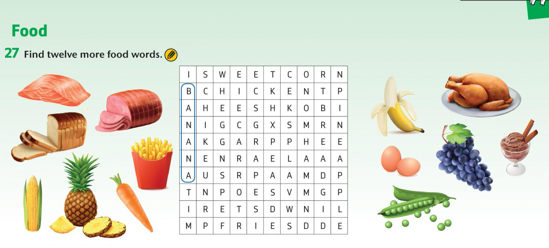 Food
27 Find twelve more food words.
I S W E E T C O R N
B C H I C K E N T P
A H E E S H K O B I
N I G C G X S M R N
A K G A R P P H E E
N E N R A E L A A A
A U S R P A A M D P
T N P O E S V M G P
I R E T S D W N I L
M P F R I E S D D E